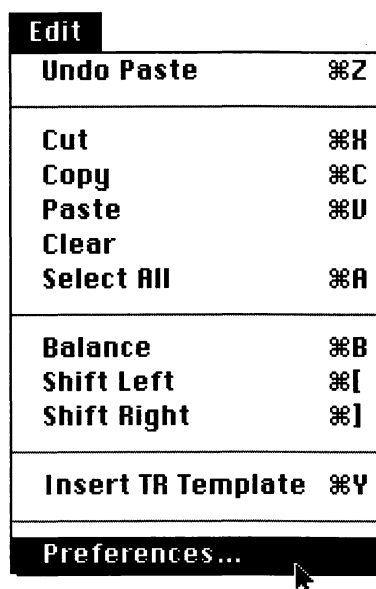 Edit
Undo Paste ⌘Z
Cut ⌘X
Copy ⌘C
Paste ⌘V
Clear
Select All ⌘A
Balance ⌘B
Shift Left ⌘[
Shift Right ⌘]
Insert TR Template ⌘Y
Preferences...